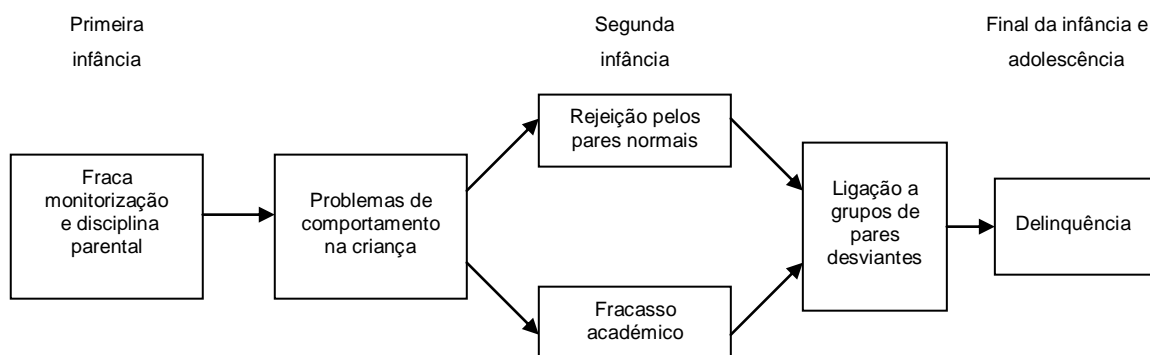 Primeira
infância
Segunda
infância
Final da infância e
adolescência
Fraca
monitorização
e disciplina
parental
Problemas de
comportamento
na criança
Rejeição pelos
pares normais
Fracasso
académico
Ligação a
grupos de
pares
desviantes
Delinquência